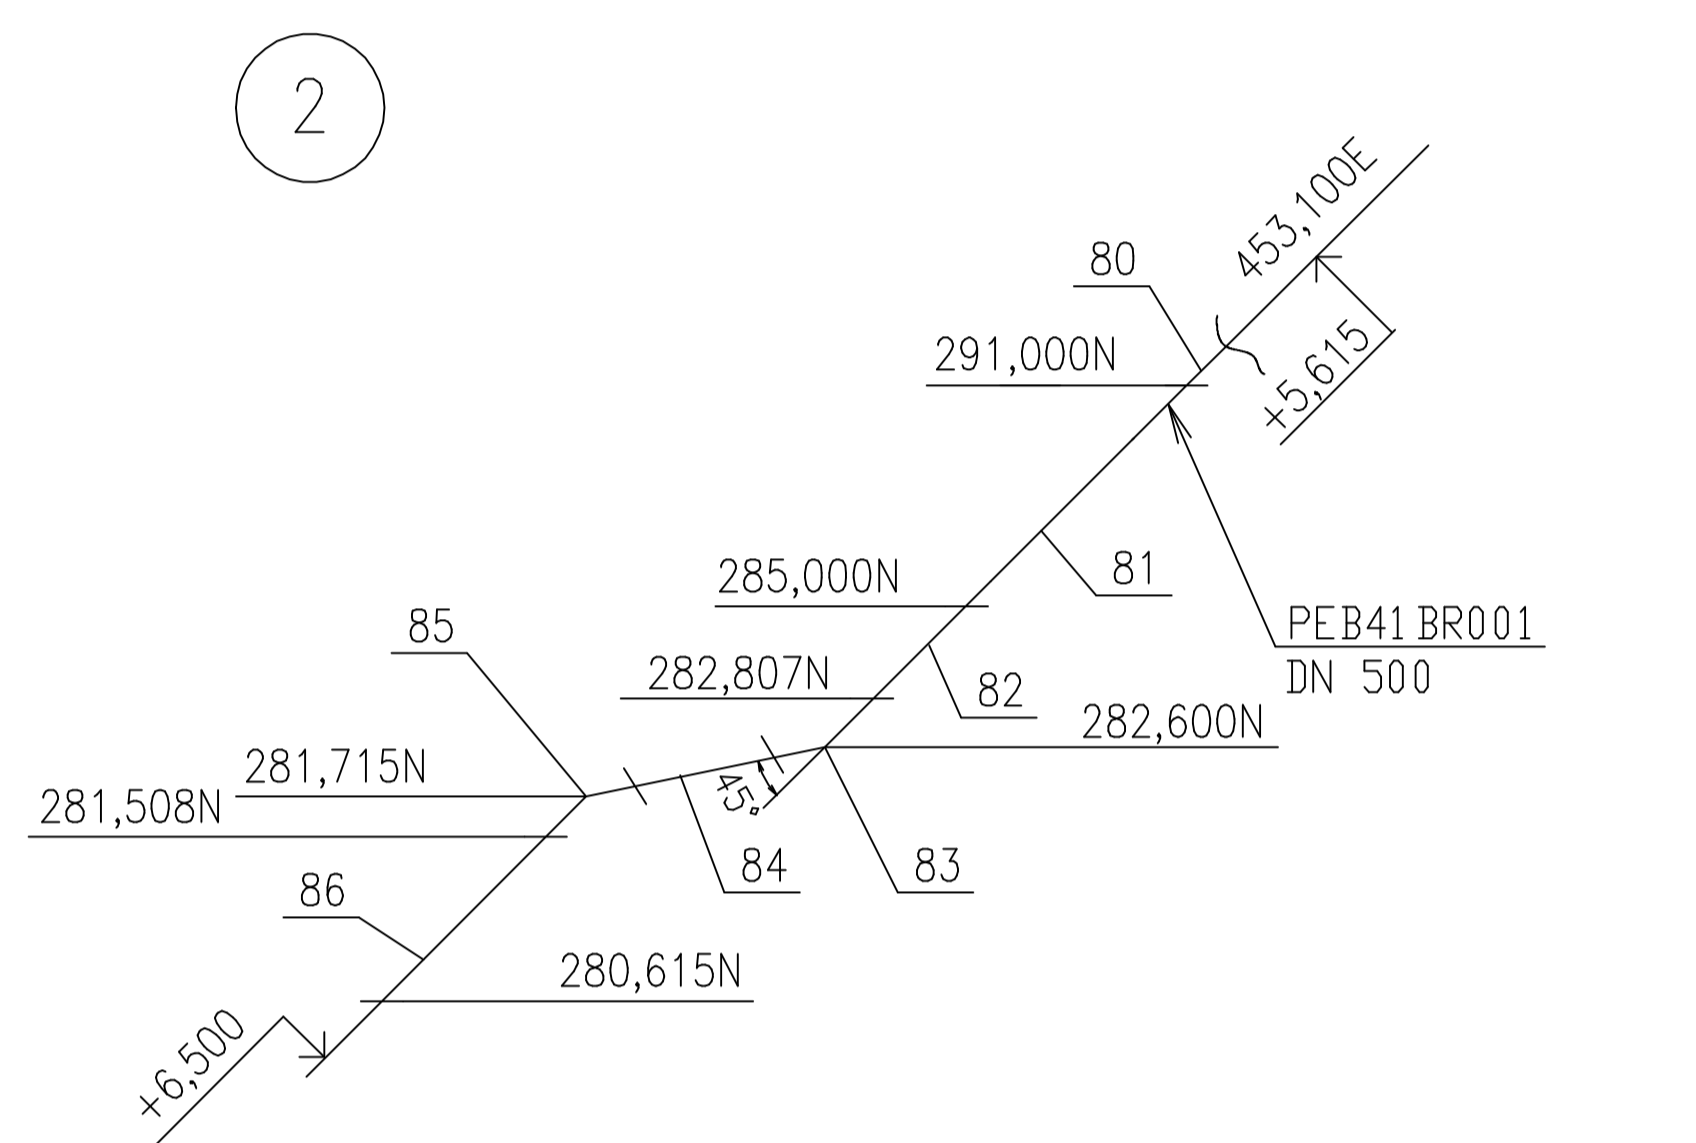 2
453,100E
80
291,000N
+5,615
285,000N
81
85
PEB41 BR001
282,807N
DN 500
82
282,600N
281,715N
45°
281,508N
84
83
86
280,615N
+6,500